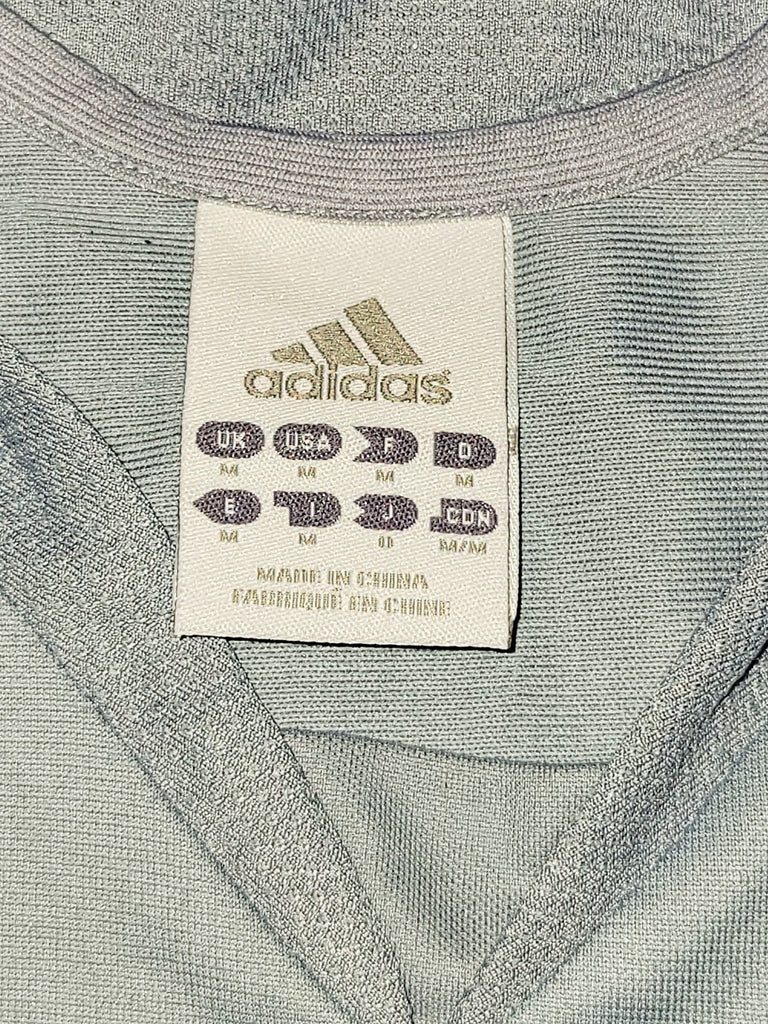 adidas
UK USA F D
M M M M
E I J CDN
M M O M/M
MADE IN CHINA
FABRIQUÉ EN CHINE